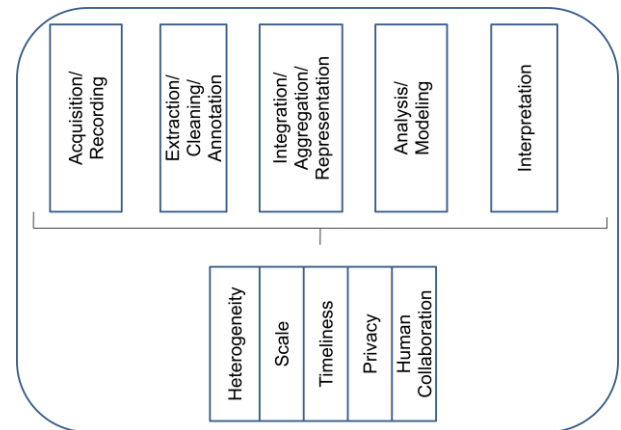 Acquisition/
Recording
Extraction/
Cleaning/
Annotation
Integration/
Aggregation/
Representation
Analysis/
Modeling
Interpretation
Heterogeneity
Scale
Timeliness
Privacy
Human
Collaboration